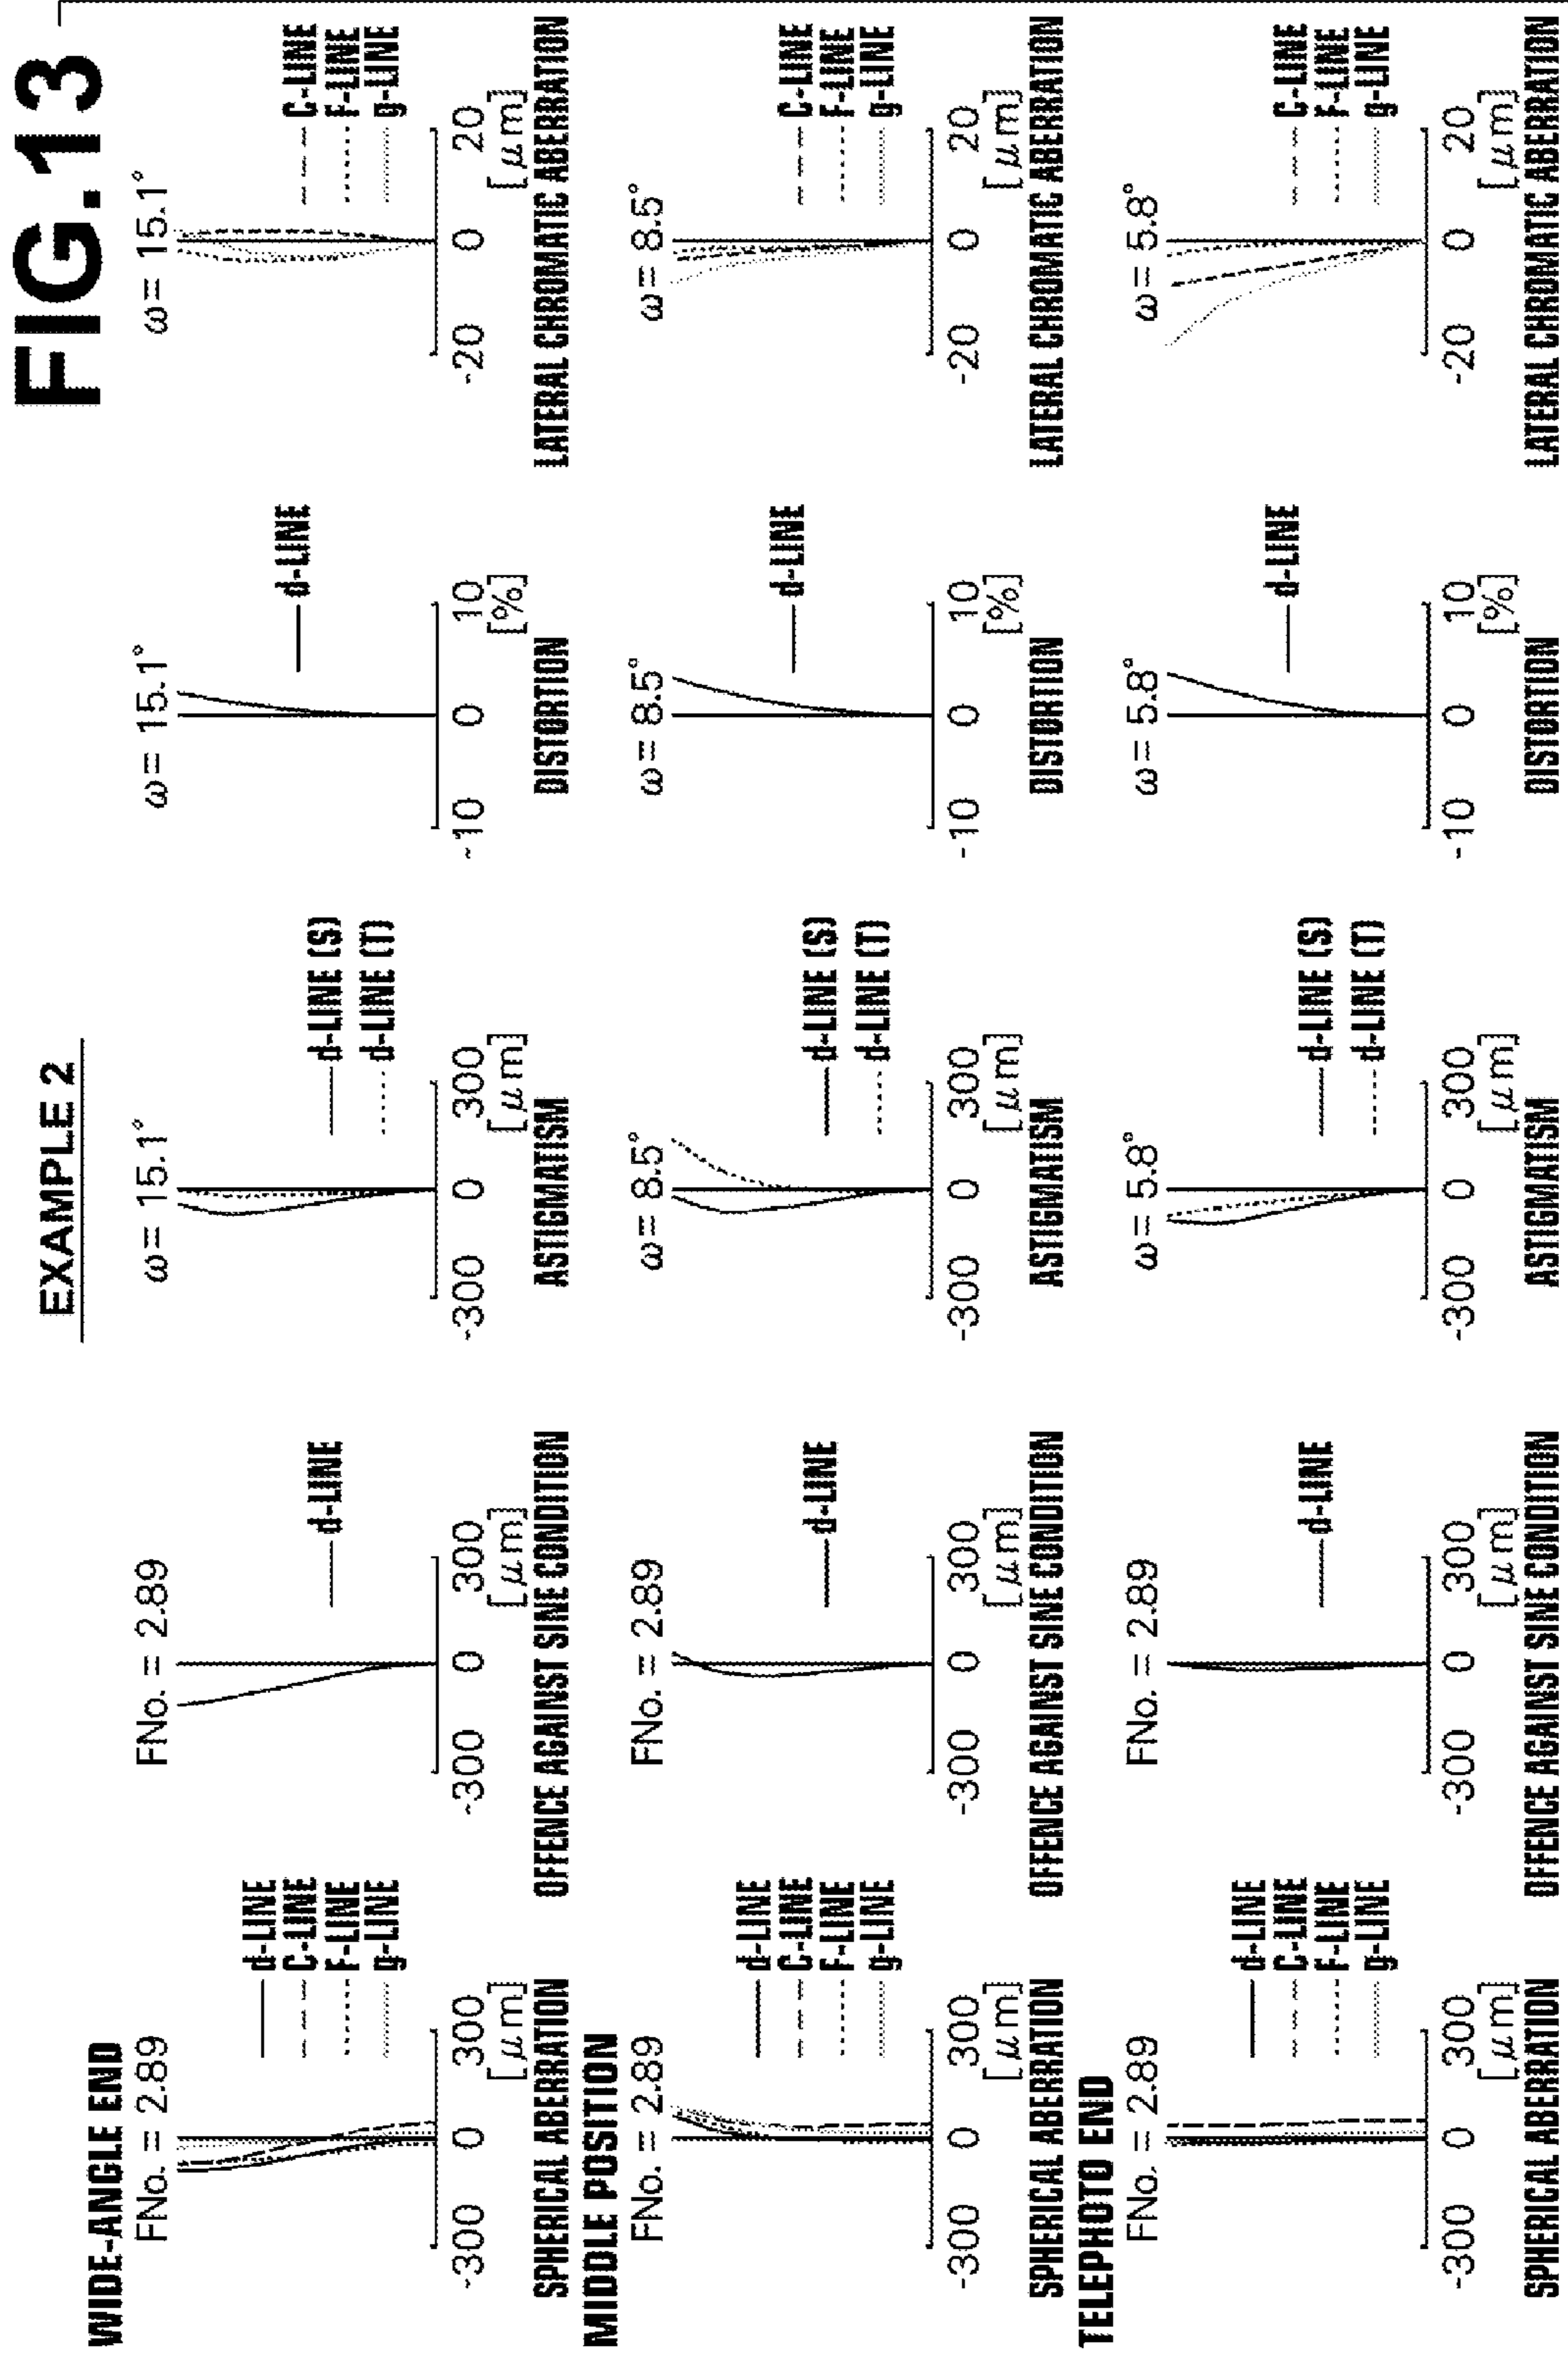 FIG.13
EXAMPLE 2
WIDE-ANGLE END
FNo. = 2.89
d-LINE
C-LINE
F-LINE
g-LINE
-300 0 300
[μm]
SPHERICAL ABERRATION
FNo. = 2.89
d-LINE
-300 0 300
[μm]
OFFENCE AGAINST SINE CONDITION
ω = 15.1°
d-LINE (S)
d-LINE (T)
-300 0 300
[μm]
ASTIGMATISM
ω = 15.1°
d-LINE
-10 0 10
[%]
DISTORTION
ω = 15.1°
C-LINE
F-LINE
g-LINE
-20 0 20
[μm]
LATERAL CHROMATIC ABERRATION
MIDDLE POSITION
FNo. = 2.89
d-LINE
C-LINE
F-LINE
g-LINE
-300 0 300
[μm]
SPHERICAL ABERRATION
FNo. = 2.89
d-LINE
-300 0 300
[μm]
OFFENCE AGAINST SINE CONDITION
ω = 8.5°
d-LINE (S)
d-LINE (T)
-300 0 300
[μm]
ASTIGMATISM
ω = 8.5°
d-LINE
-10 0 10
[%]
DISTORTION
ω = 8.5°
C-LINE
F-LINE
g-LINE
-20 0 20
[μm]
LATERAL CHROMATIC ABERRATION
TELEPHOTO END
FNo. = 2.89
d-LINE
C-LINE
F-LINE
g-LINE
-300 0 300
[μm]
SPHERICAL ABERRATION
FNo. = 2.89
d-LINE
-300 0 300
[μm]
OFFENCE AGAINST SINE CONDITION
ω = 5.8°
d-LINE (S)
d-LINE (T)
-300 0 300
[μm]
ASTIGMATISM
ω = 5.8°
d-LINE
-10 0 10
[%]
DISTORTION
ω = 5.8°
C-LINE
F-LINE
g-LINE
-20 0 20
[μm]
LATERAL CHROMATIC ABERRATION